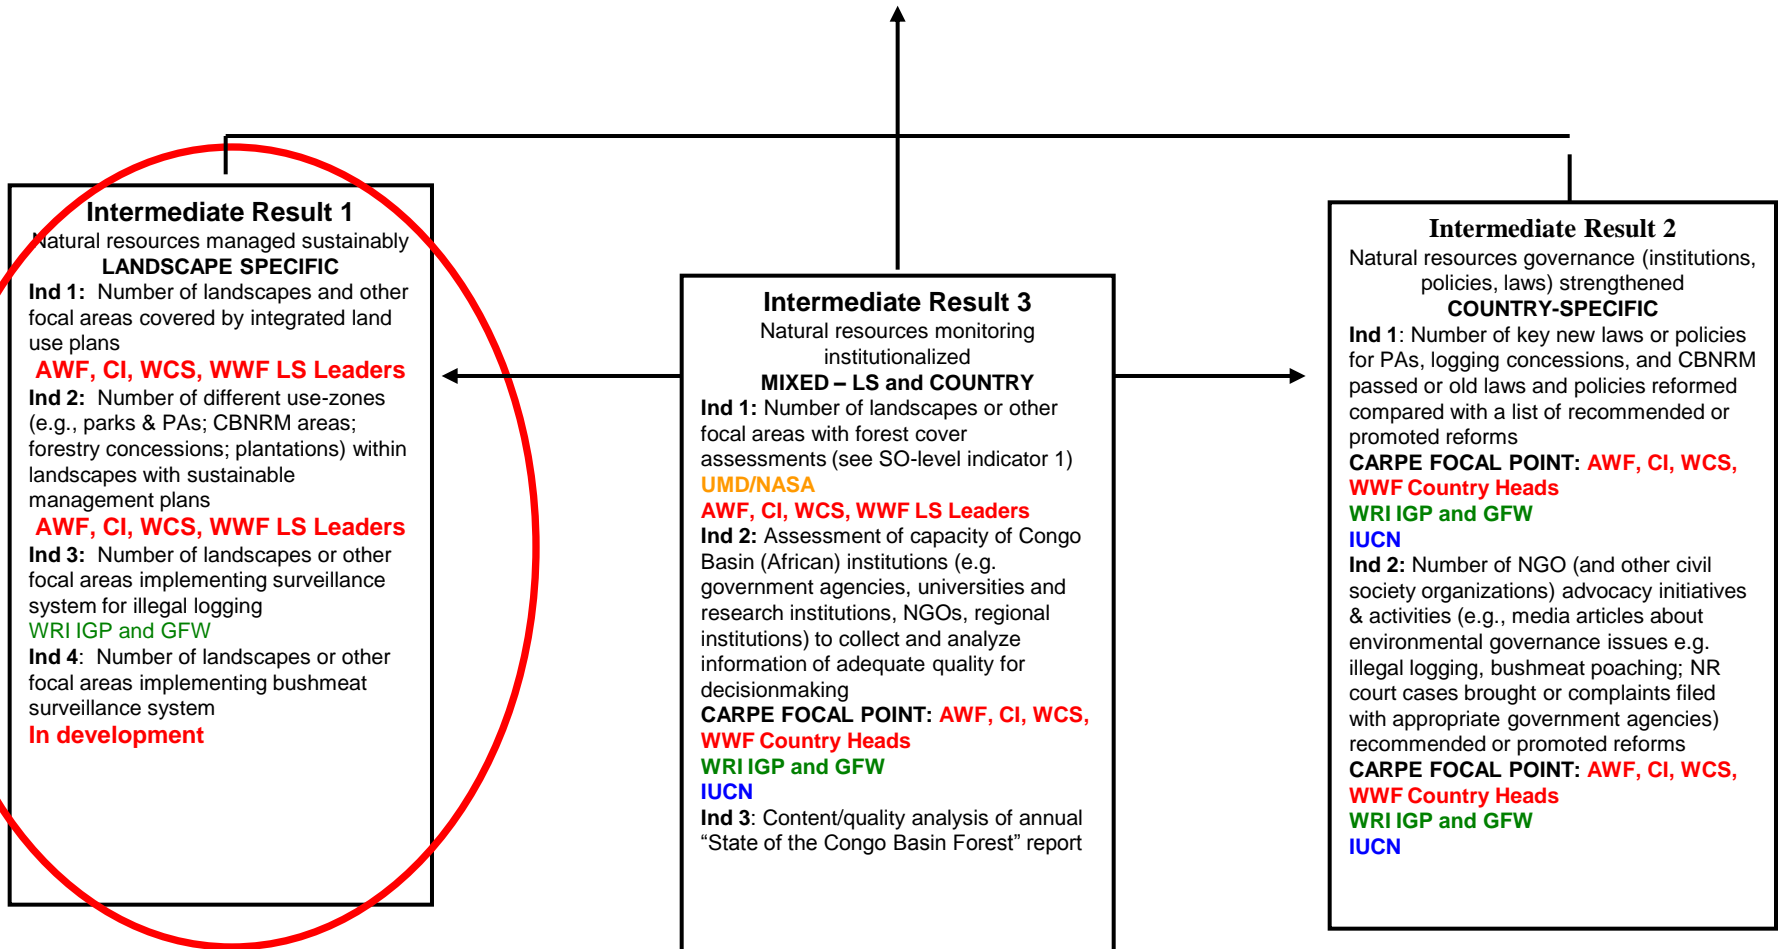 Intermediate Result 1
Natural resources managed sustainably
LANDSCAPE SPECIFIC
Ind 1: Number of landscapes and other
focal areas covered by integrated land
use plans
AWF, CI, WCS, WWF LS Leaders
Ind 2: Number of different use-zones
(e.g., parks & PAs; CBNRM areas;
forestry concessions; plantations) within
landscapes with sustainable
management plans
AWF, CI, WCS, WWF LS Leaders
Ind 3: Number of landscapes or other
focal areas implementing surveillance
system for illegal logging
WRI IGP and GFW
Ind 4: Number of landscapes or other
focal areas implementing bushmeat
surveillance system
In development
Intermediate Result 3
Natural resources monitoring
institutionalized
MIXED – LS and COUNTRY
Ind 1: Number of landscapes or other
focal areas with forest cover
assessments (see SO-level indicator 1)
UMD/NASA
AWF, CI, WCS, WWF LS Leaders
Ind 2: Assessment of capacity of Congo
Basin (African) institutions (e.g.
government agencies, universities and
research institutions, NGOs, regional
institutions) to collect and analyze
information of adequate quality for
decisionmaking
CARPE FOCAL POINT: AWF, CI, WCS,
WWF Country Heads
WRI IGP and GFW
IUCN
Ind 3: Content/quality analysis of annual
“State of the Congo Basin Forest” report
Intermediate Result 2
Natural resources governance (institutions,
policies, laws) strengthened
COUNTRY-SPECIFIC
Ind 1: Number of key new laws or policies
for PAs, logging concessions, and CBNRM
passed or old laws and policies reformed
compared with a list of recommended or
promoted reforms
CARPE FOCAL POINT: AWF, CI, WCS,
WWF Country Heads
WRI IGP and GFW
IUCN
Ind 2: Number of NGO (and other civil
society organizations) advocacy initiatives
& activities (e.g., media articles about
environmental governance issues e.g.
illegal logging, bushmeat poaching; NR
court cases brought or complaints filed
with appropriate government agencies)
recommended or promoted reforms
CARPE FOCAL POINT: AWF, CI, WCS,
WWF Country Heads
WRI IGP and GFW
IUCN